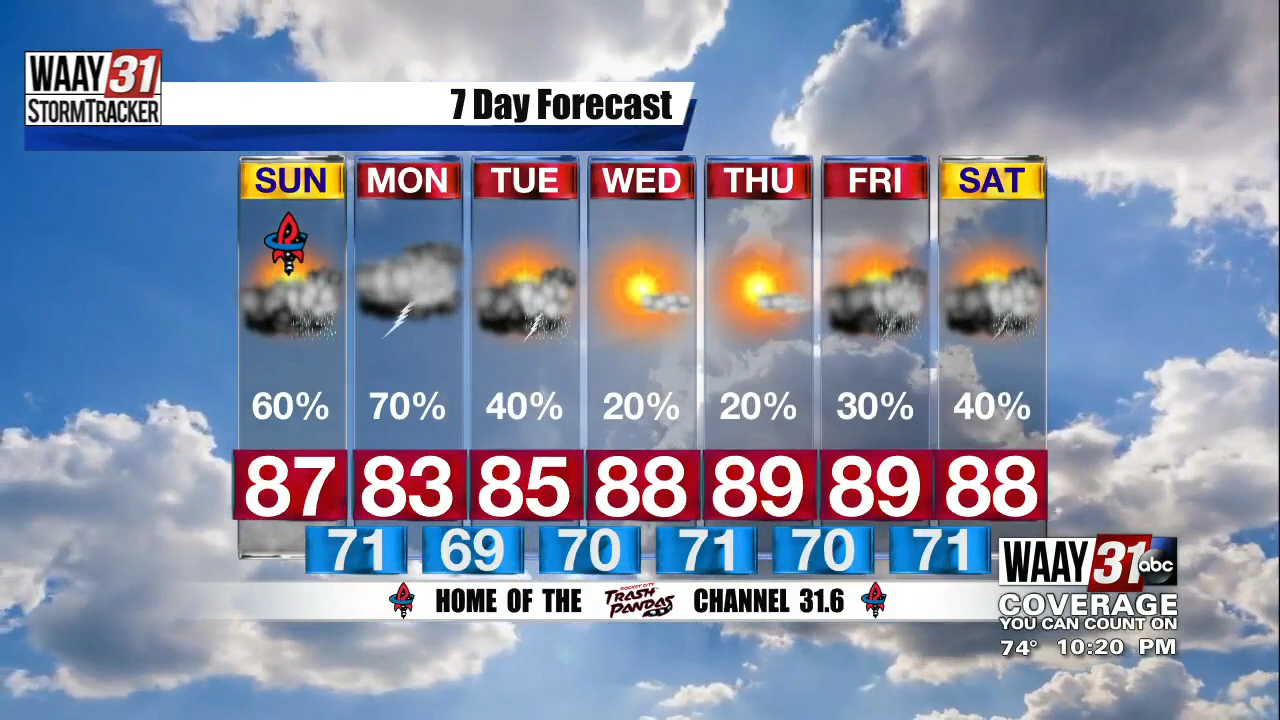 WAAY 31
STORMTRACKER
7 Day Forecast
SUN MON TUE WED THU FRI SAT
60% 70% 40% 20% 20% 30% 40%
87 83 85 88 89 89 88
71 69 70 71 70 71
HOME OF THE ROCKET CITY TRASH PANDAS CHANNEL 31.6
WAAY 31 abc
COVERAGE
YOU CAN COUNT ON
74° 10:20 PM